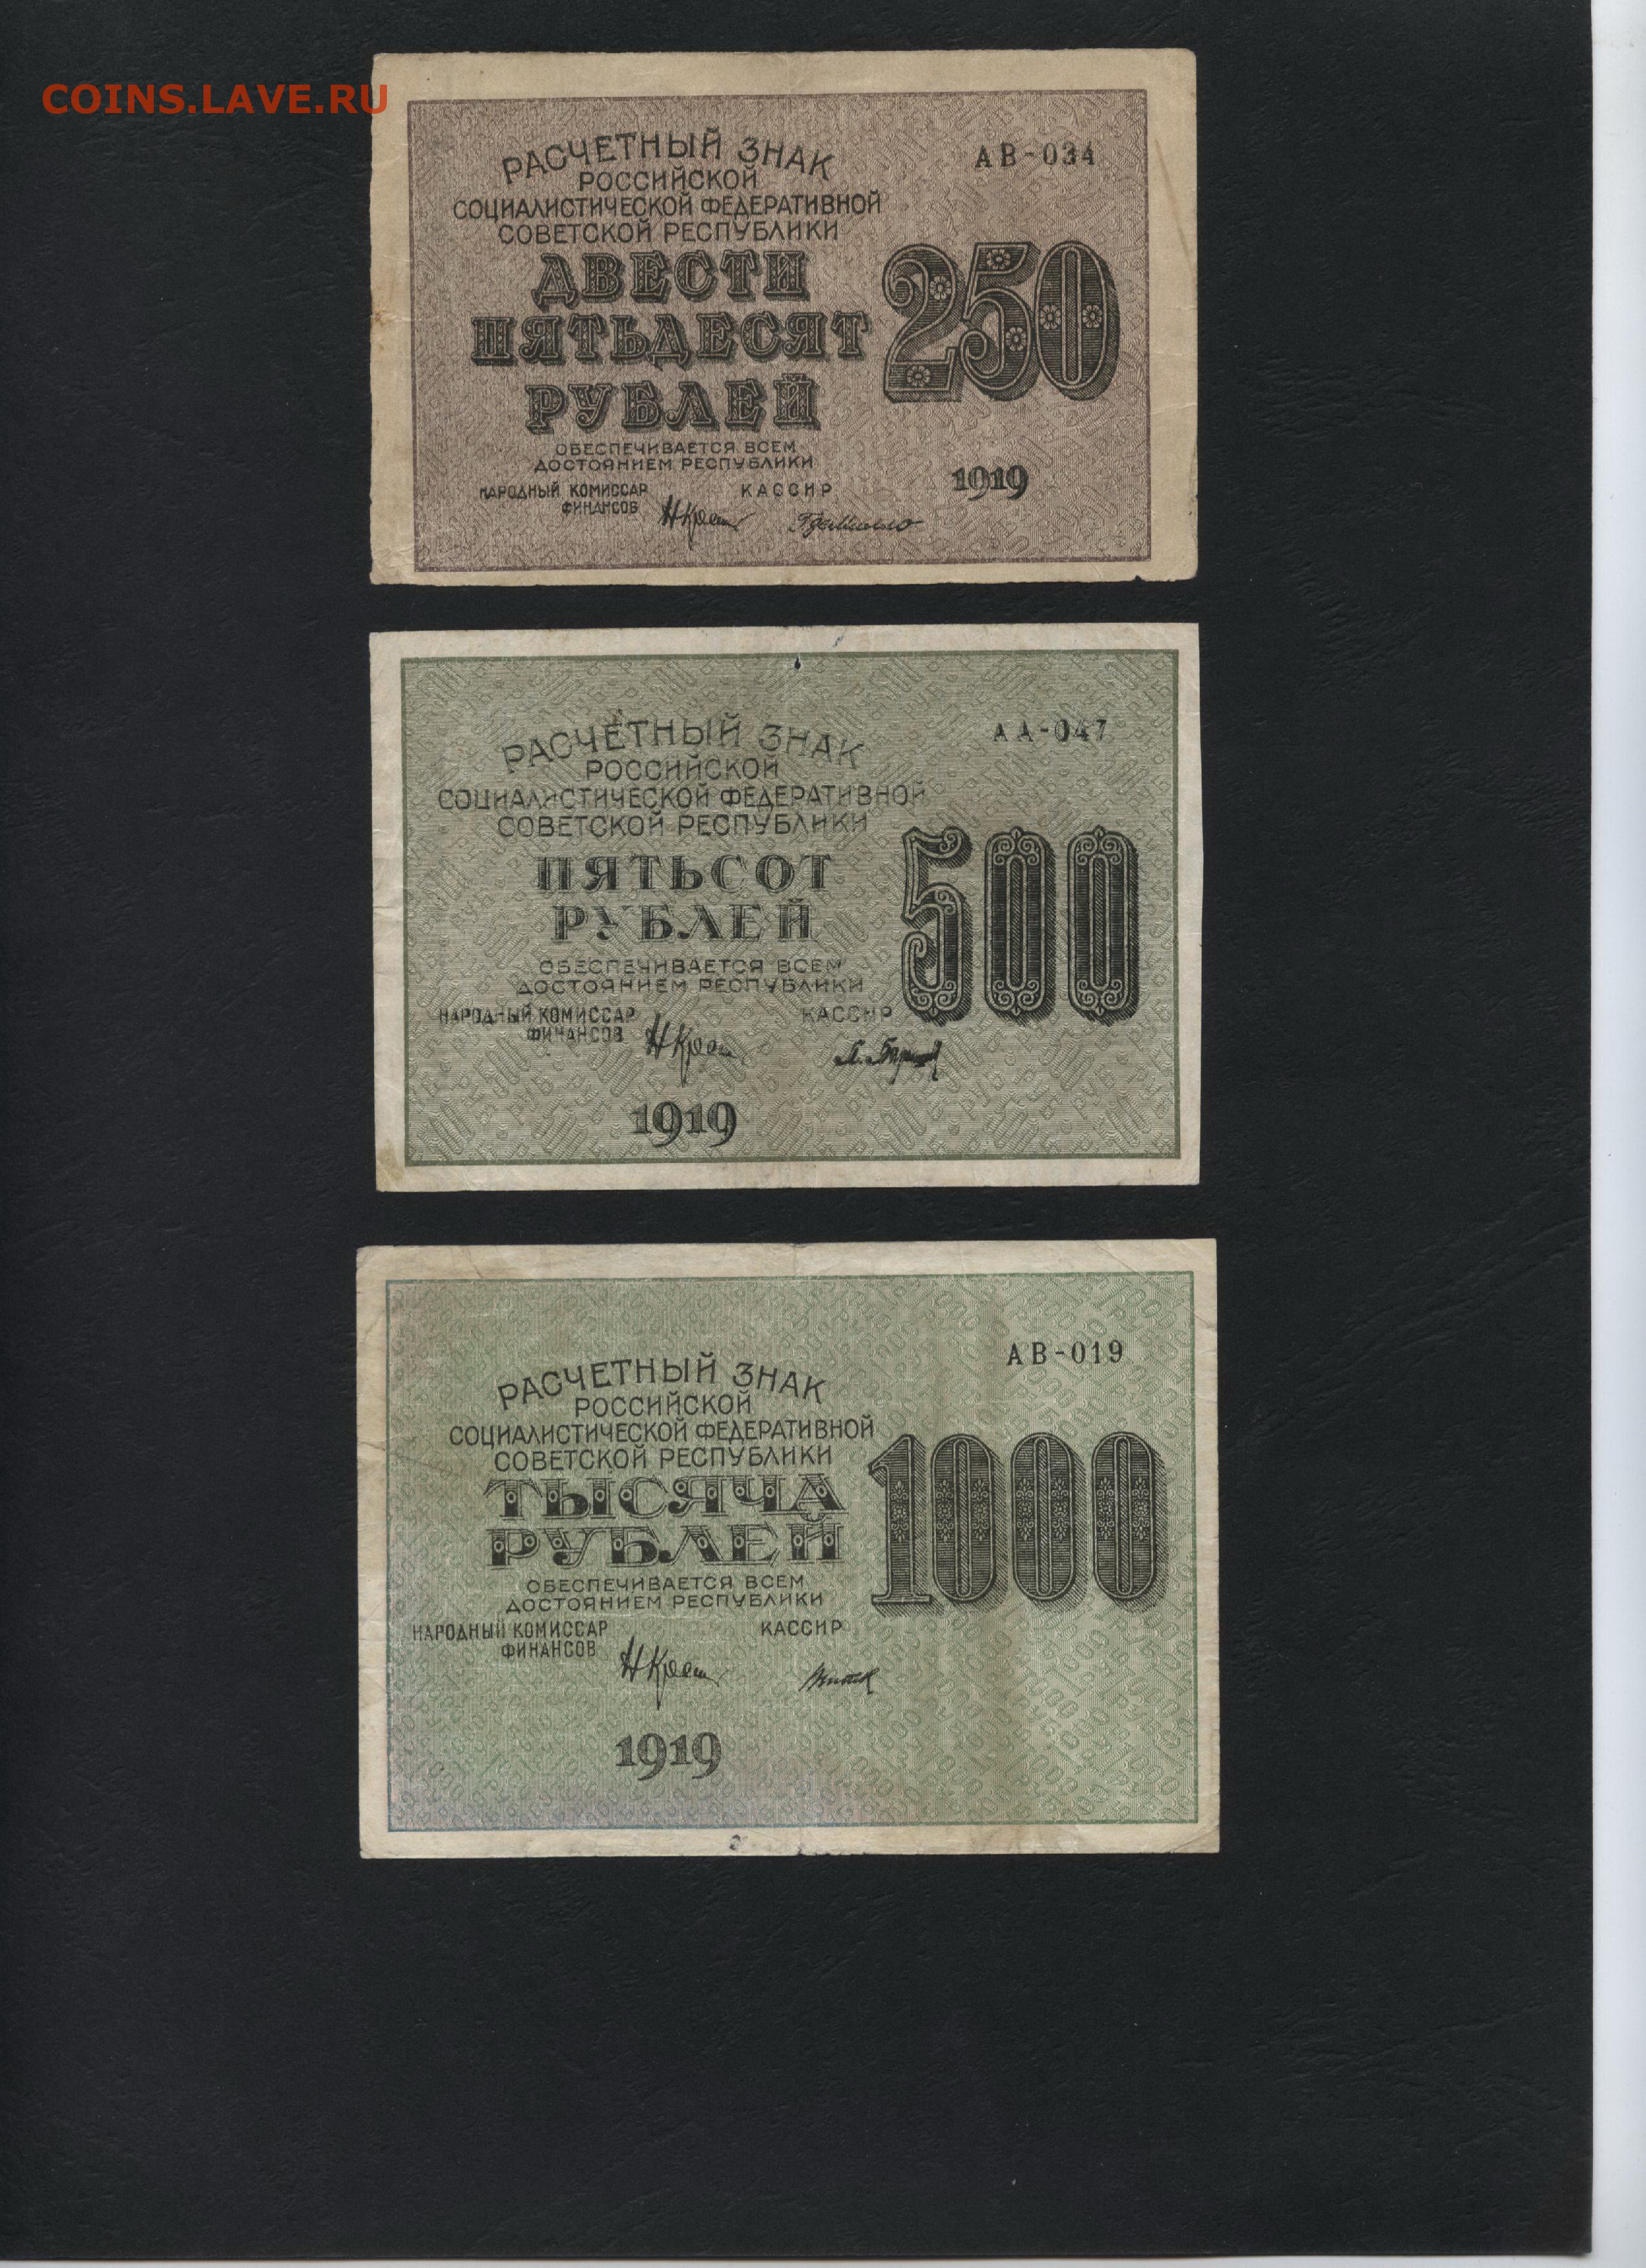 COINS.LAVE.RU
РАСЧЕТНЫЙ ЗНАК
АВ-034
РОССИЙСКОЙ
СОЦИАЛИСТИЧЕСКОЙ ФЕДЕРАТИВНОЙ
СОВЕТСКОЙ РЕСПУБЛИКИ
ДВЕСТИ
ПЯТЬДЕСЯТ
РУБЛЕЙ
250
ОБЕСПЕЧИВАЕТСЯ ВСЕМ
ДОСТОЯНИЕМ РЕСПУБЛИКИ
1919
НАРОДНЫЙ КОМИССАР
ФИНАНСОВ
КАССИР
РАСЧЕТНЫЙ ЗНАК
АА-047
РОССИЙСКОЙ
СОЦИАЛИСТИЧЕСКОЙ ФЕДЕРАТИВНОЙ
СОВЕТСКОЙ РЕСПУБЛИКИ
ПЯТЬСОТ
РУБЛЕЙ
500
ОБЕСПЕЧИВАЕТСЯ ВСЕМ
ДОСТОЯНИЕМ РЕСПУБЛИКИ
НАРОДНЫЙ КОМИССАР
ФИНАНСОВ
КАССИР
1919
РАСЧЕТНЫЙ ЗНАК
АВ-019
РОССИЙСКОЙ
СОЦИАЛИСТИЧЕСКОЙ ФЕДЕРАТИВНОЙ
СОВЕТСКОЙ РЕСПУБЛИКИ
ТЫСЯЧА
РУБЛЕЙ
1000
ОБЕСПЕЧИВАЕТСЯ ВСЕМ
ДОСТОЯНИЕМ РЕСПУБЛИКИ
НАРОДНЫЙ КОМИССАР
ФИНАНСОВ
КАССИР
1919